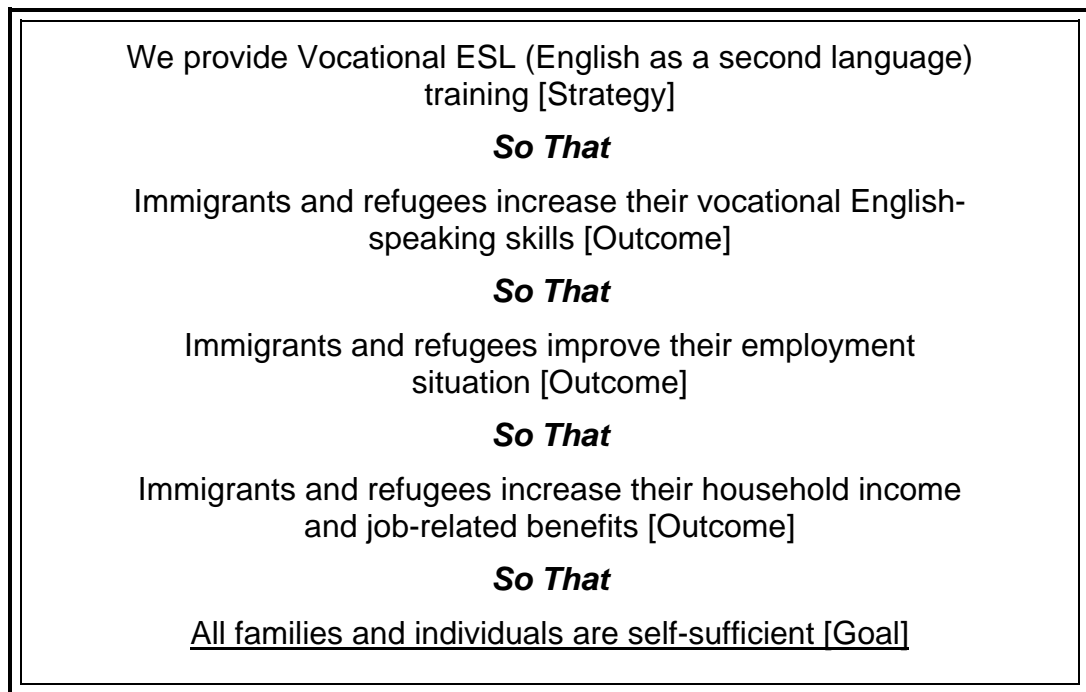 We provide Vocational ESL (English as a second language)
training [Strategy]
So That
Immigrants and refugees increase their vocational English-
speaking skills [Outcome]
So That
Immigrants and refugees improve their employment
situation [Outcome]
So That
Immigrants and refugees increase their household income
and job-related benefits [Outcome]
So That
All families and individuals are self-sufficient [Goal]